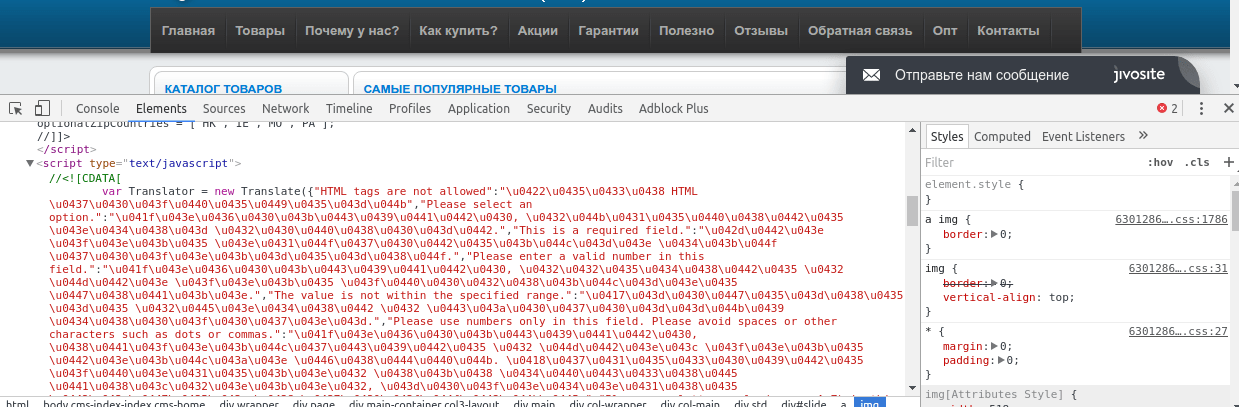 Главная Товары Почему у нас? Как купить? Акции Гарантии Полезно Отзывы Обратная связь Опт Контакты
Отправьте нам сообщение jivosite
КАТАЛОГ ТОВАРОВ САМЫЕ ПОПУЛЯРНЫЕ ТОВАРЫ
Console Elements Sources Network Timeline Profiles Application Security Audits Adblock Plus 2
optionalZipCountries = ["HK","IE","MO","PA"];
//]]>
</script>
▼<script type="text/javascript">
//<![CDATA[
var Translator = new Translate({"HTML tags are not allowed":"\u0422\u0435\u0433\u0438 HTML
\u0437\u0430\u043f\u0440\u0435\u0449\u0435\u043d\u044b","Please select an
option.":"\u041f\u043e\u0436\u0430\u043b\u0443\u0439\u0441\u0442\u0430, \u0432\u044b\u0431\u0435\u0440\u0438\u0442\u0435
\u043e\u0434\u0438\u043d \u0432\u0430\u0440\u0438\u0430\u043d\u0442.","This is a required field.":"\u042d\u0442\u043e
\u043f\u043e\u043b\u0435 \u043e\u0431\u044f\u0437\u0430\u0442\u0435\u043b\u044c\u043d\u043e \u0434\u043b\u044f
\u0437\u0430\u043f\u043e\u043b\u043d\u0435\u043d\u0438\u044f.","Please enter a valid number in this
field.":"\u041f\u043e\u0436\u0430\u043b\u0443\u0439\u0441\u0442\u0430, \u0432\u0432\u0435\u0434\u0438\u0442\u0435 \u0432
\u044d\u0442\u043e \u043f\u043e\u043b\u0435 \u043f\u0440\u0430\u0432\u0438\u043b\u044c\u043d\u043e\u0435
\u0447\u0438\u0441\u043b\u043e.","The value is not within the specified range.":"\u0417\u043d\u0430\u0447\u0435\u043d\u0438\u0435
\u043d\u0435 \u0432\u0445\u043e\u0434\u0438\u0442 \u0432 \u0443\u043a\u0430\u0437\u0430\u043d\u043d\u044b\u0439
\u0434\u0438\u0430\u043f\u0430\u0437\u043e\u043d.","Please use numbers only in this field. Please avoid spaces or other
characters such as dots or commas.":"\u041f\u043e\u0436\u0430\u043b\u0443\u0439\u0441\u0442\u0430,
\u0438\u0441\u043f\u043e\u043b\u044c\u0437\u0443\u0439\u0442\u0435 \u0432 \u044d\u0442\u043e\u043c \u043f\u043e\u043b\u0435
\u0442\u043e\u043b\u044c\u043a\u043e \u0446\u0438\u0444\u0440\u044b. \u0418\u0437\u0431\u0435\u0433\u0430\u0439\u0442\u0435
\u043f\u0440\u043e\u0431\u0435\u043b\u043e\u0432 \u0438\u043b\u0438 \u0434\u0440\u0443\u0433\u0438\u0445
\u0441\u0438\u043c\u0432\u043e\u043b\u043e\u0432, \u043d\u0430\u043f\u043e\u0434\u043e\u0431\u0438\u0435
Styles Computed Event Listeners »
Filter :hov .cls +
element.style {
}
a img { 6301286….css:1786
border:▶0;
}
img { 6301286….css:31
border:▶0;
vertical-align: top;
}
* { 6301286….css:27
margin:▶0;
padding:▶0;
}
img[Attributes Style] {
html body.cms-index-index.cms-home div.wrapper div.page div.main-container.col3-layout div.main div.col-wrapper div.col-main div.std div#slide a img